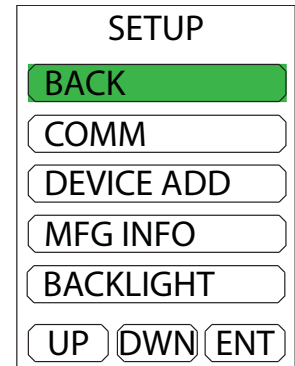 SETUP
BACK
COMM
DEVICE ADD
MFG INFO
BACKLIGHT
UP DWN ENT